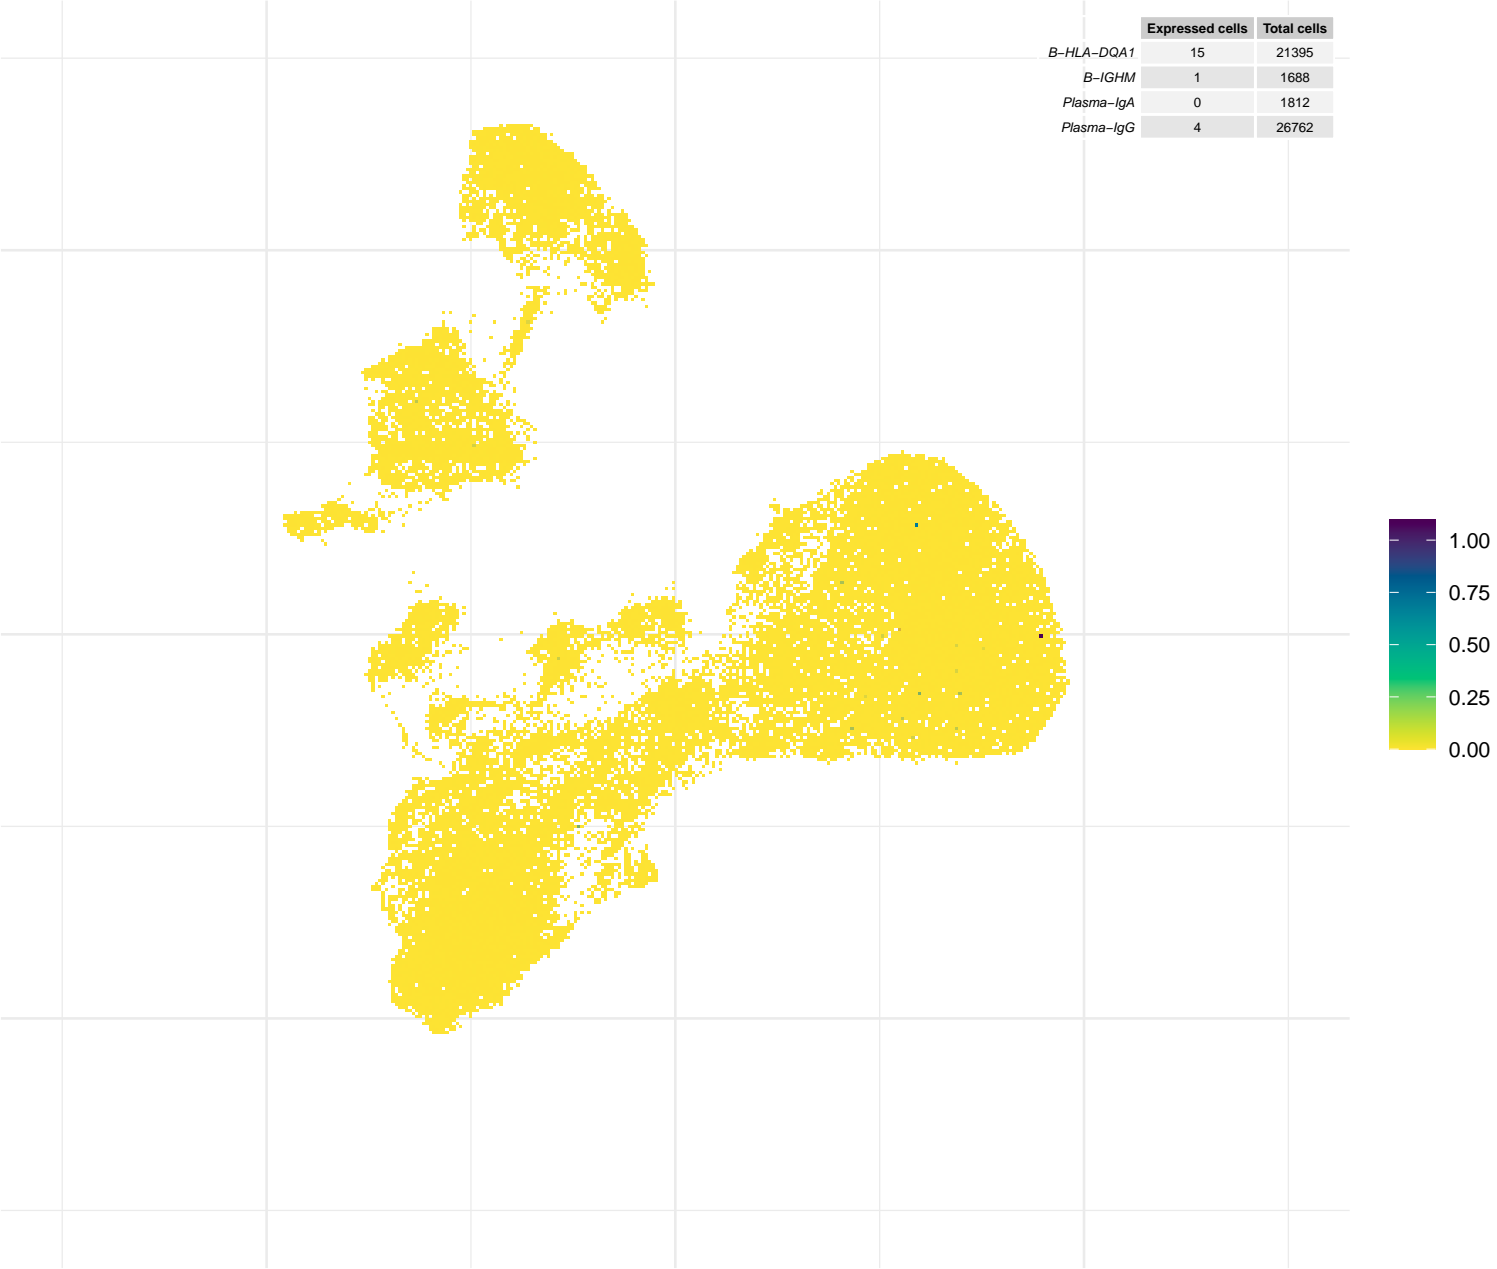 Expressed cells Total cells
B−HLA−DQA1 15 21395
B−IGHM 1 1688
Plasma−IgA 0 1812
Plasma−IgG 4 26762
1.00
0.75
0.50
0.25
0.00